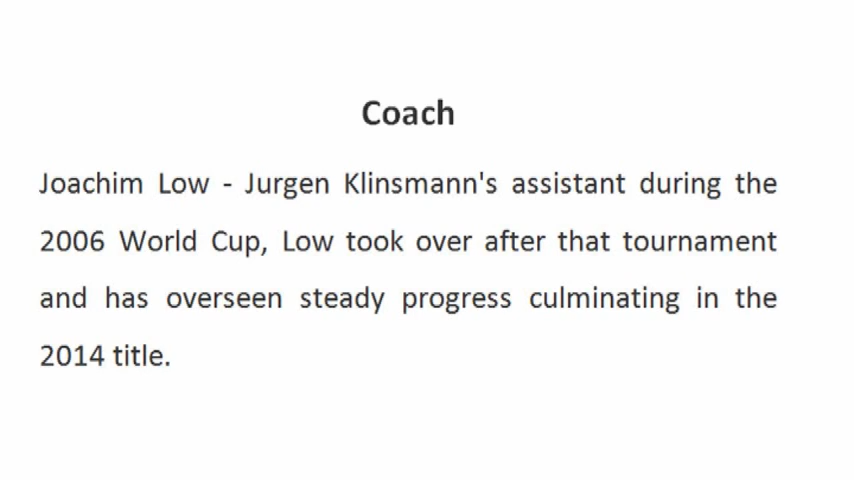 Coach
Joachim Low - Jurgen Klinsmann's assistant during the
2006 World Cup, Low took over after that tournament
and has overseen steady progress culminating in the
2014 title.